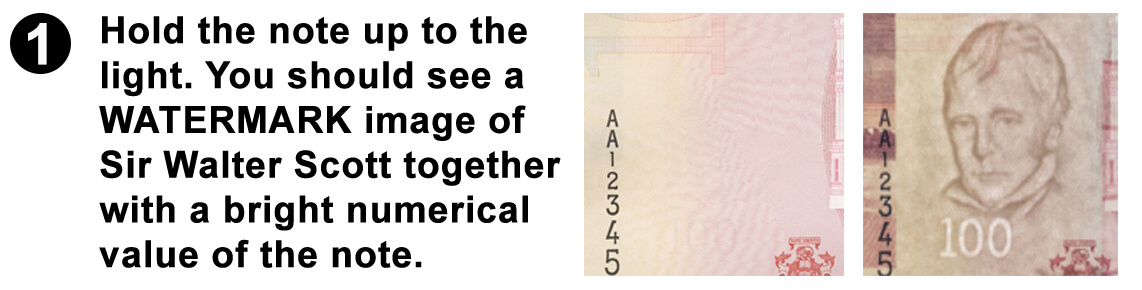 1
Hold the note up to the
light. You should see a
WATERMARK image of
Sir Walter Scott together
with a bright numerical
value of the note.
AA12345
AA12345
100